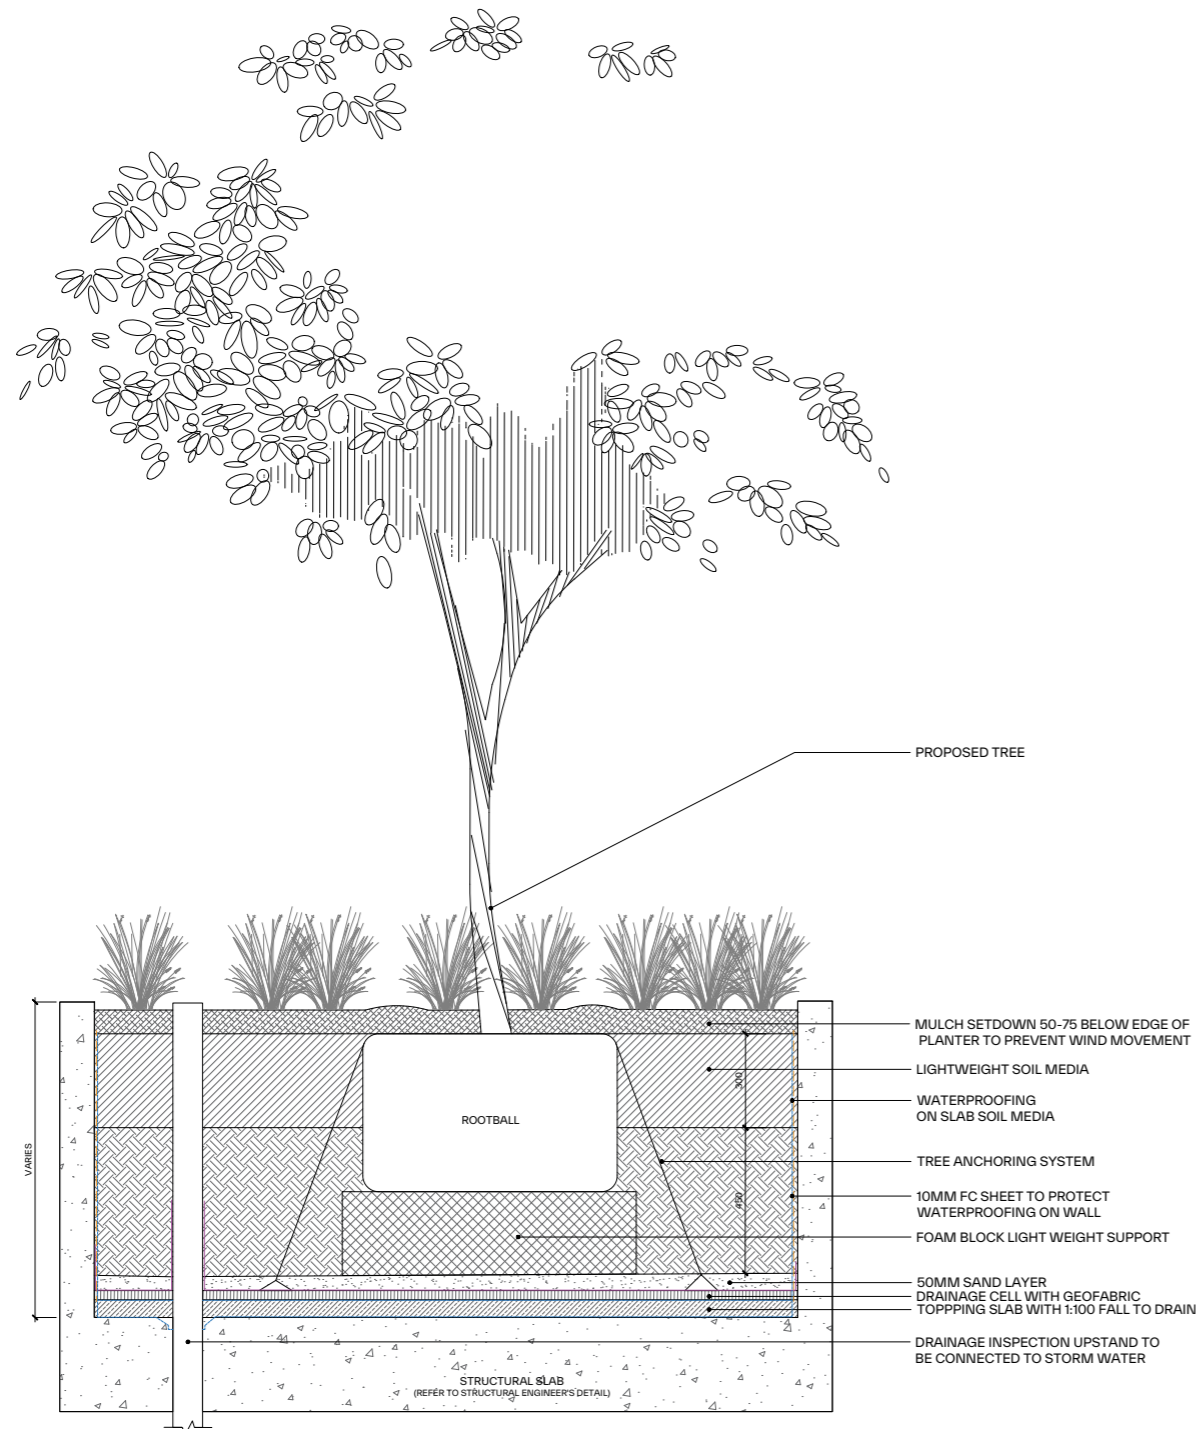 PROPOSED TREE
MULCH SETDOWN 50-75 BELOW EDGE OF
PLANTER TO PREVENT WIND MOVEMENT
LIGHTWEIGHT SOIL MEDIA
300
WATERPROOFING
ON SLAB SOIL MEDIA
ROOTBALL
VARIES
TREE ANCHORING SYSTEM
450
10MM FC SHEET TO PROTECT
WATERPROOFING ON WALL
FOAM BLOCK LIGHT WEIGHT SUPPORT
50MM SAND LAYER
DRAINAGE CELL WITH GEOFABRIC
TOPPPING SLAB WITH 1:100 FALL TO DRAIN
DRAINAGE INSPECTION UPSTAND TO
BE CONNECTED TO STORM WATER
STRUCTURAL SLAB
(REFER TO STRUCTURAL ENGINEER'S DETAIL)